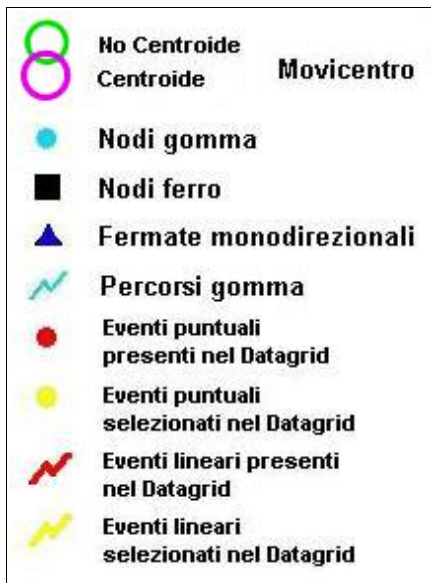 No Centroide
Centroide
Movicentro
Nodi gomma
Nodi ferro
Fermate monodirezionali
Percorsi gomma
Eventi puntuali
presenti nel Datagrid
Eventi puntuali
selezionati nel Datagrid
Eventi lineari presenti
nel Datagrid
Eventi lineari
selezionati nel Datagrid